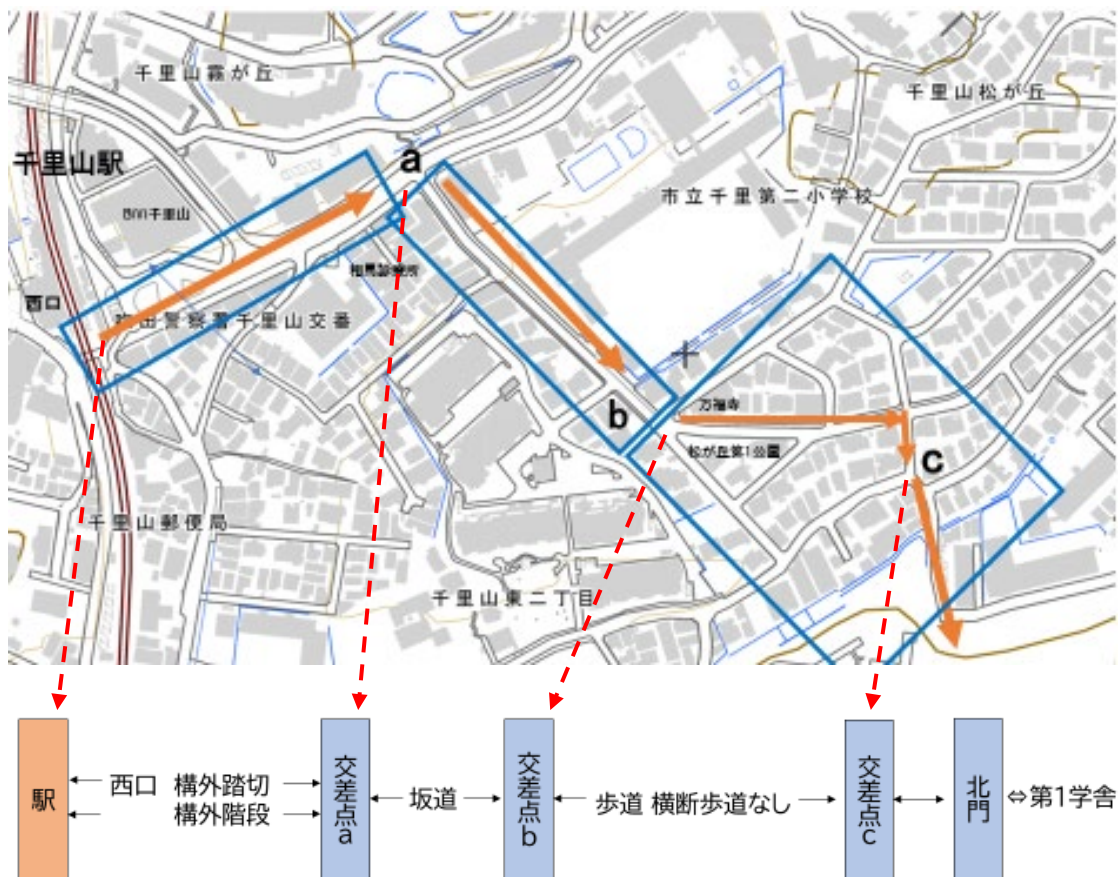 千里山霧が丘
千里山松が丘
千里山駅
a
市立千里第二小学校
BiVi千里山
相馬診療所
西口
吹田警察署千里山交番
万福寺
b
松が丘第1公園
c
千里山郵便局
千里山東二丁目
駅
西口 構外踏切
構外階段
交差点a
坂道
交差点b
歩道 横断歩道なし
交差点c
北門
⇔第1学舎